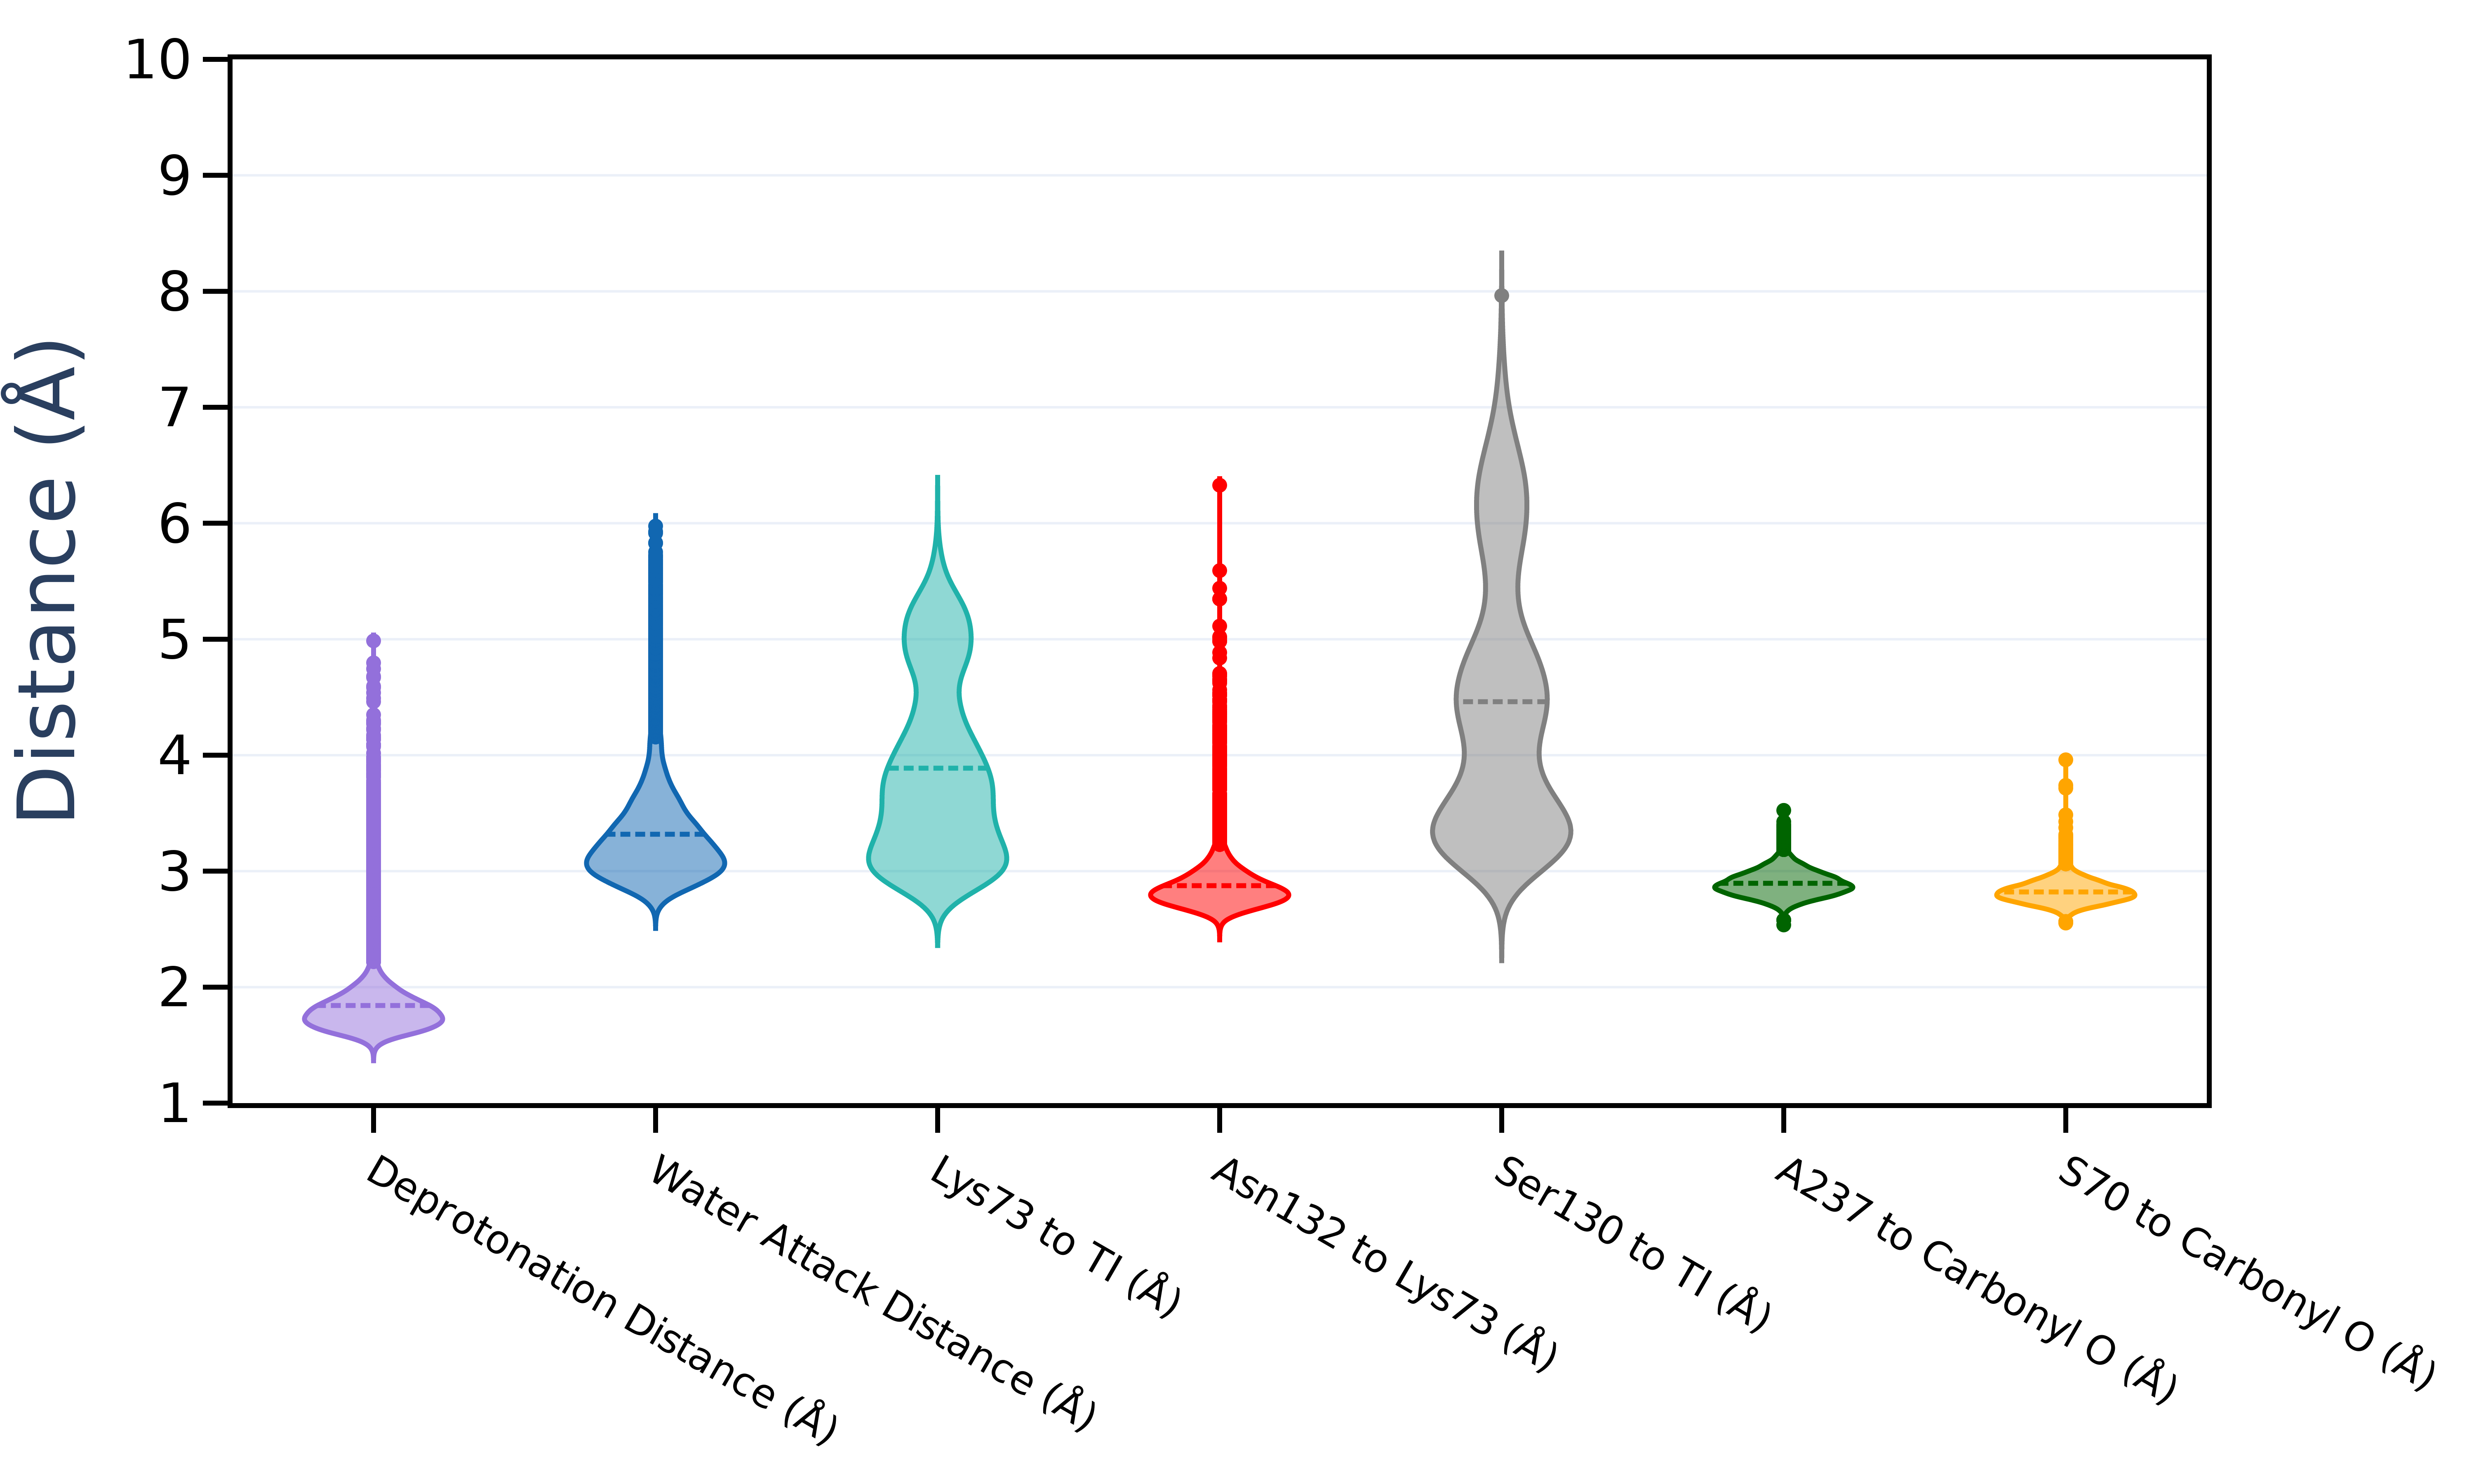 Distance (Å)
10
9
8
7
6
5
4
3
2
1
Deprotonation Distance (Å)
Water Attack Distance (Å)
Lys73 to TI (Å)
Asn132 to Lys73 (Å)
Ser130 to TI (Å)
A237 to Carbonyl O (Å)
S70 to Carbonyl O (Å)